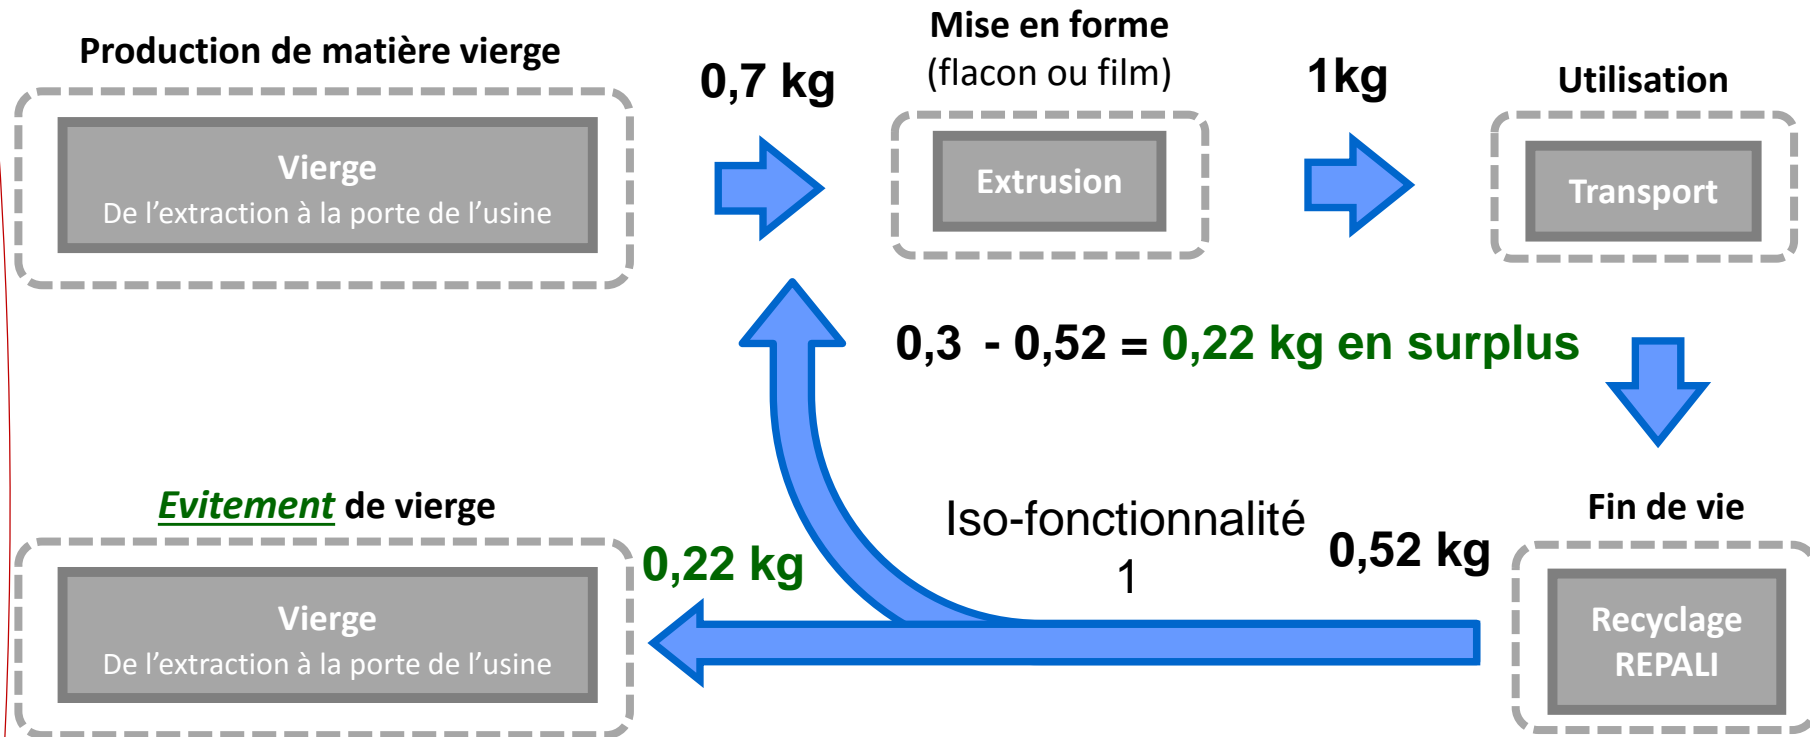 Production de matière vierge
Vierge
De l'extraction à la porte de l'usine
0,7 kg
Mise en forme
(flacon ou film)
Extrusion
1kg
Utilisation
Transport
0,3 - 0,52 = 0,22 kg en surplus
Evitement de vierge
Vierge
De l'extraction à la porte de l'usine
0,22 kg
Iso-fonctionnalité
1
0,52 kg
Fin de vie
Recyclage
REPALI